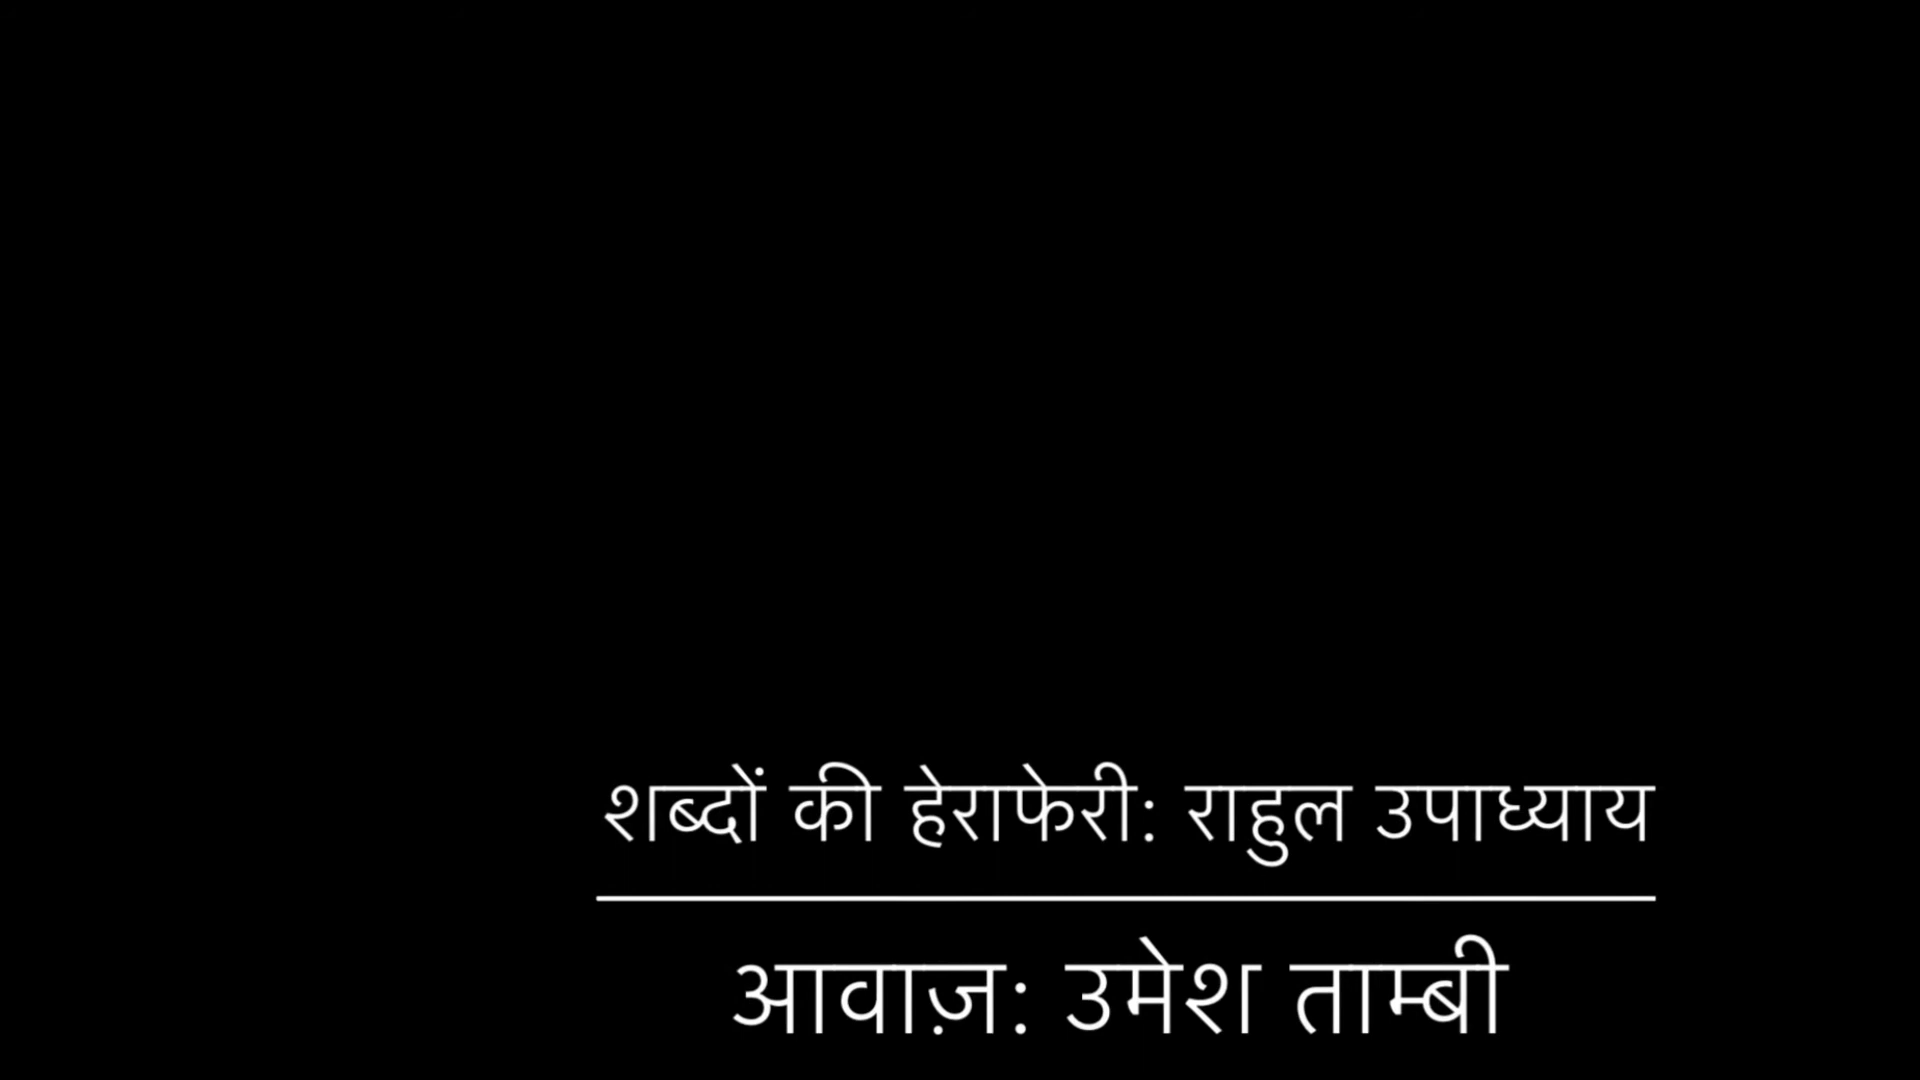 शब्दों की हेराफेरी: राहुल उपाध्याय
आवाज़: उमेश ताम्बी